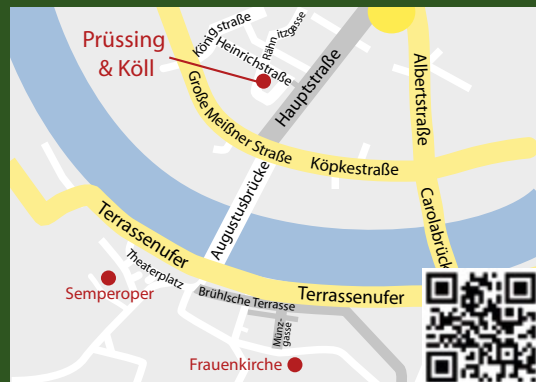 Prüssing
& Köll
Königstraße
Rähnitzgasse
Heinrichstraße
Hauptstraße
Albertstraße
Große Meißner Straße
Köpkestraße
Augustusbrücke
Carolabrück
Terrassenufer
Theaterplatz
Semperoper
Brühlsche Terrasse
Terrassenufer
Münz-
gasse
Frauenkirche